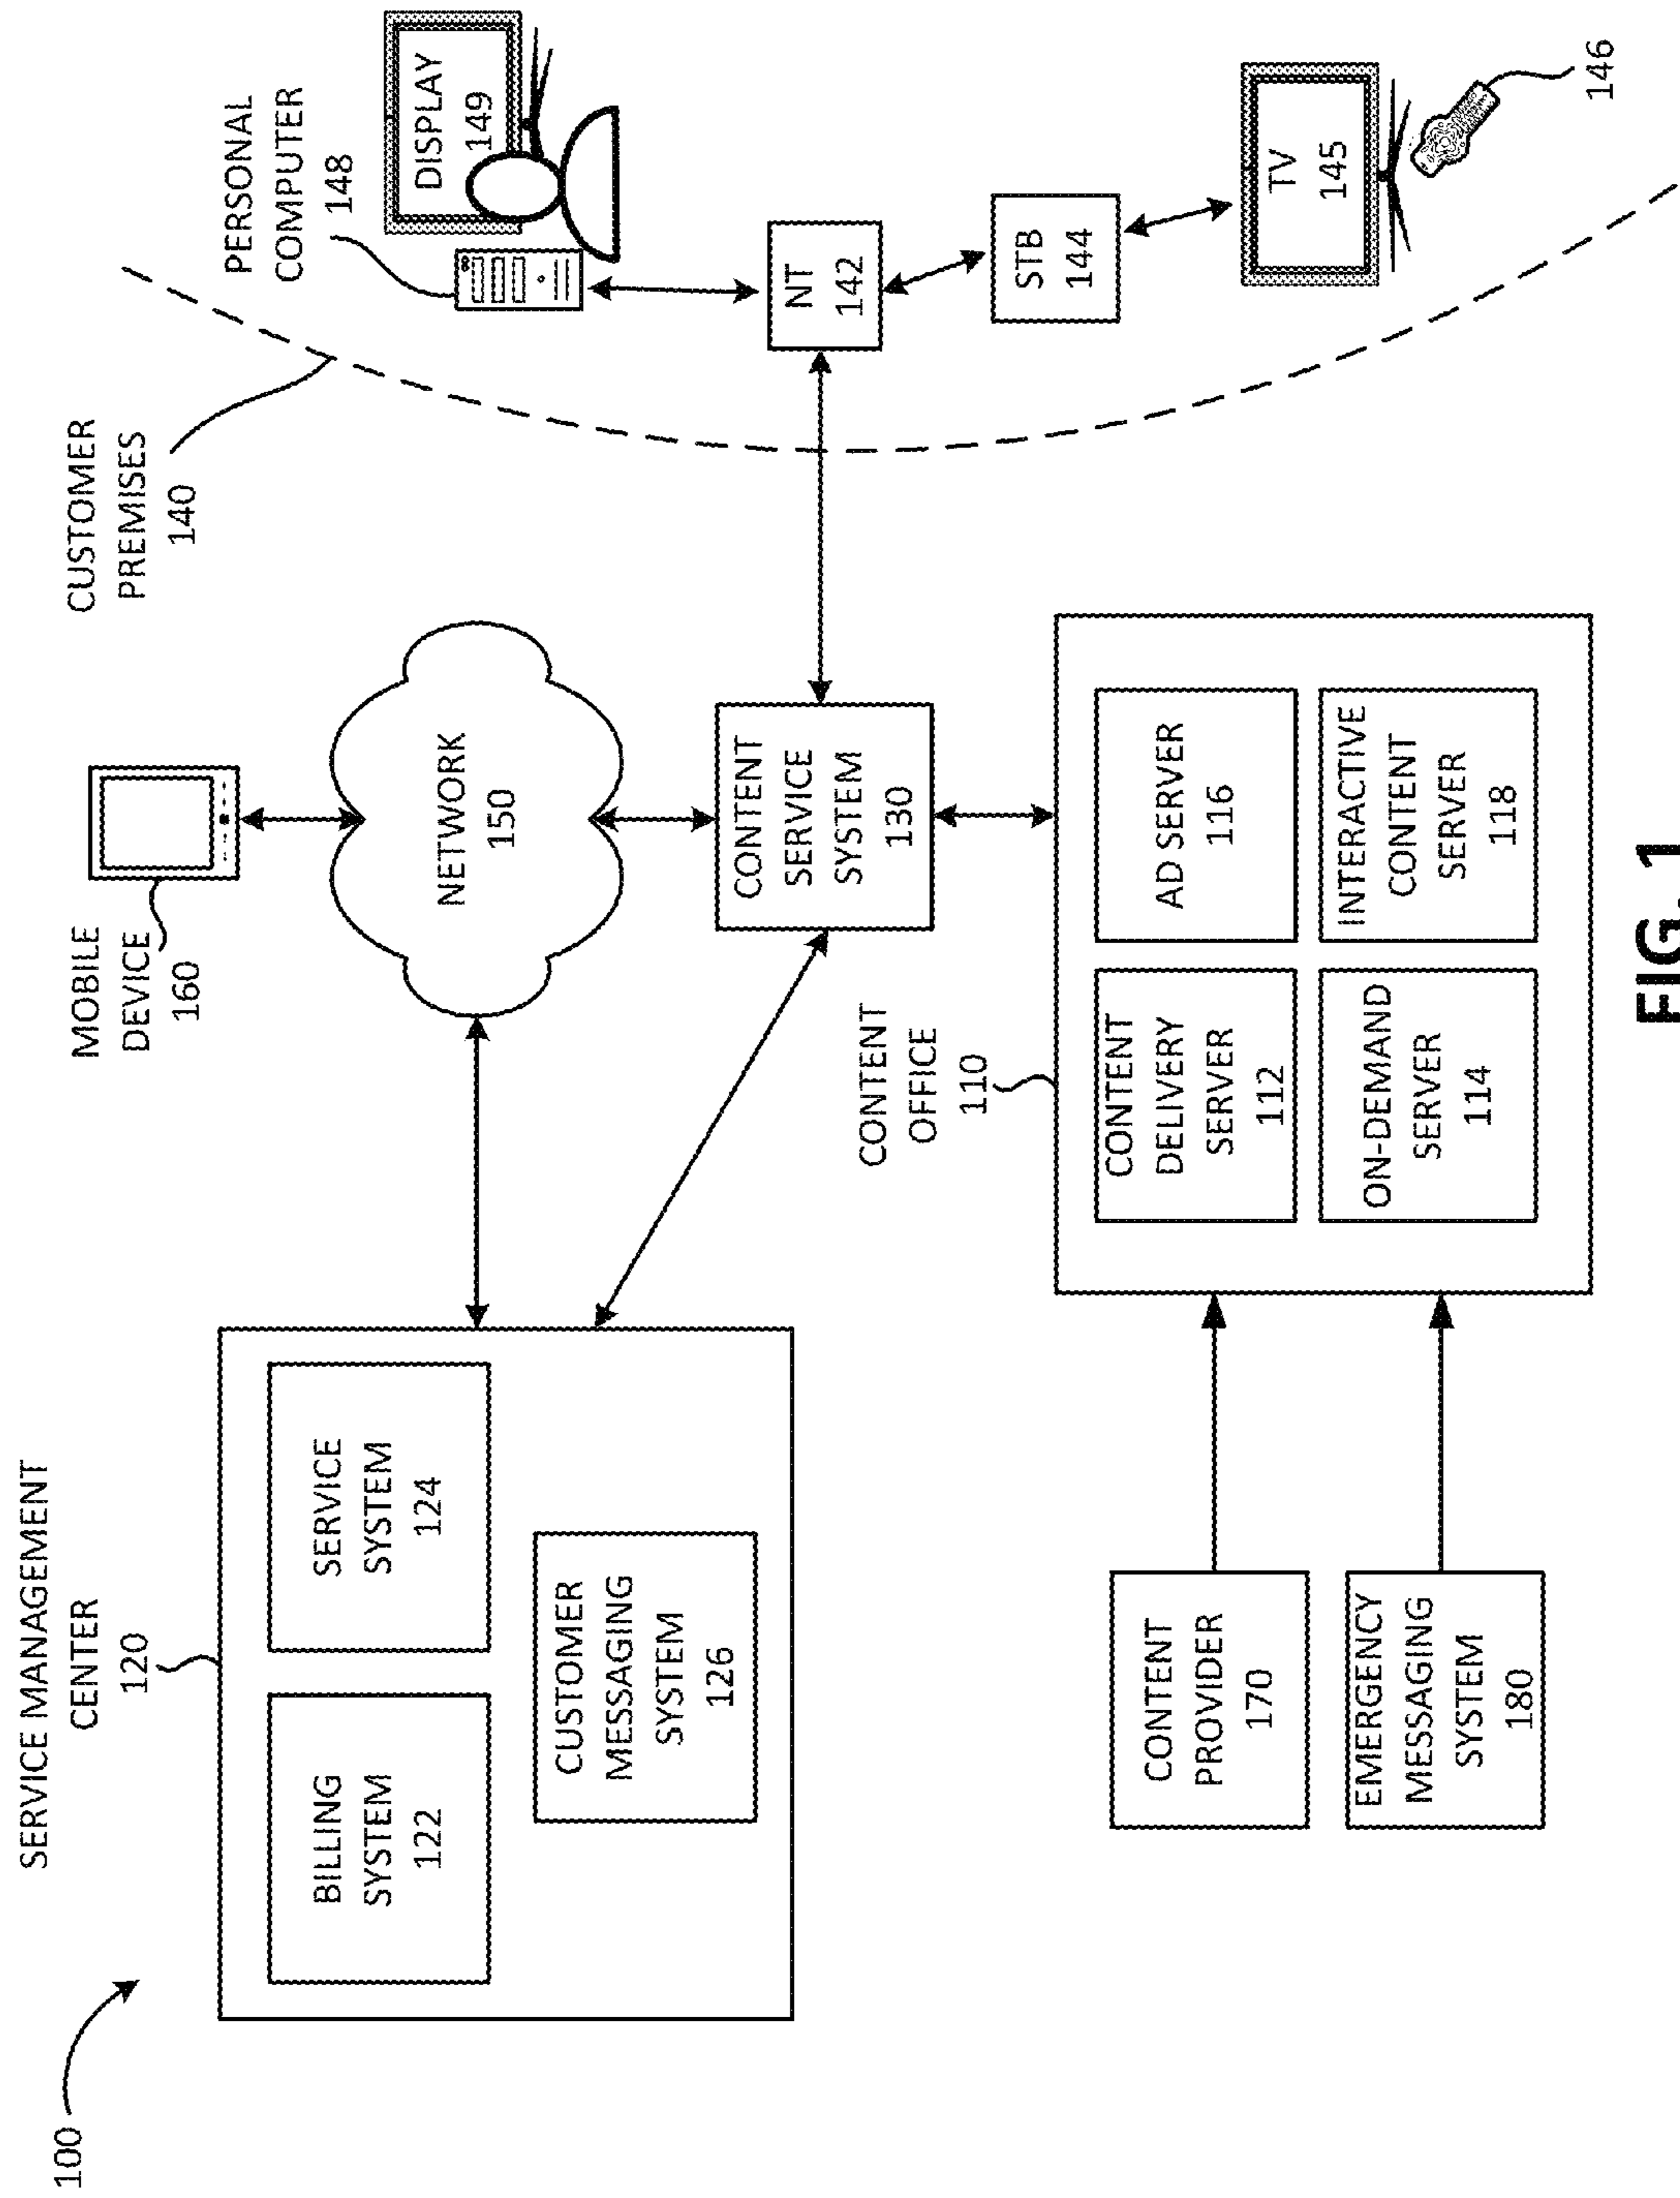 100
SERVICE MANAGEMENT
CENTER
120
BILLING
SYSTEM
122
SERVICE
SYSTEM
124
CUSTOMER
MESSAGING
SYSTEM
126
MOBILE
DEVICE
160
NETWORK
150
CUSTOMER
PREMISES
140
PERSONAL
COMPUTER
148
DISPLAY
149
NT
142
STB
144
TV
145
146
CONTENT
SERVICE
SYSTEM
130
CONTENT
OFFICE
110
CONTENT
DELIVERY
SERVER
112
AD SERVER
116
ON-DEMAND
SERVER
114
INTERACTIVE
CONTENT
SERVER
118
CONTENT
PROVIDER
170
EMERGENCY
MESSAGING
SYSTEM
180
FIG. 1